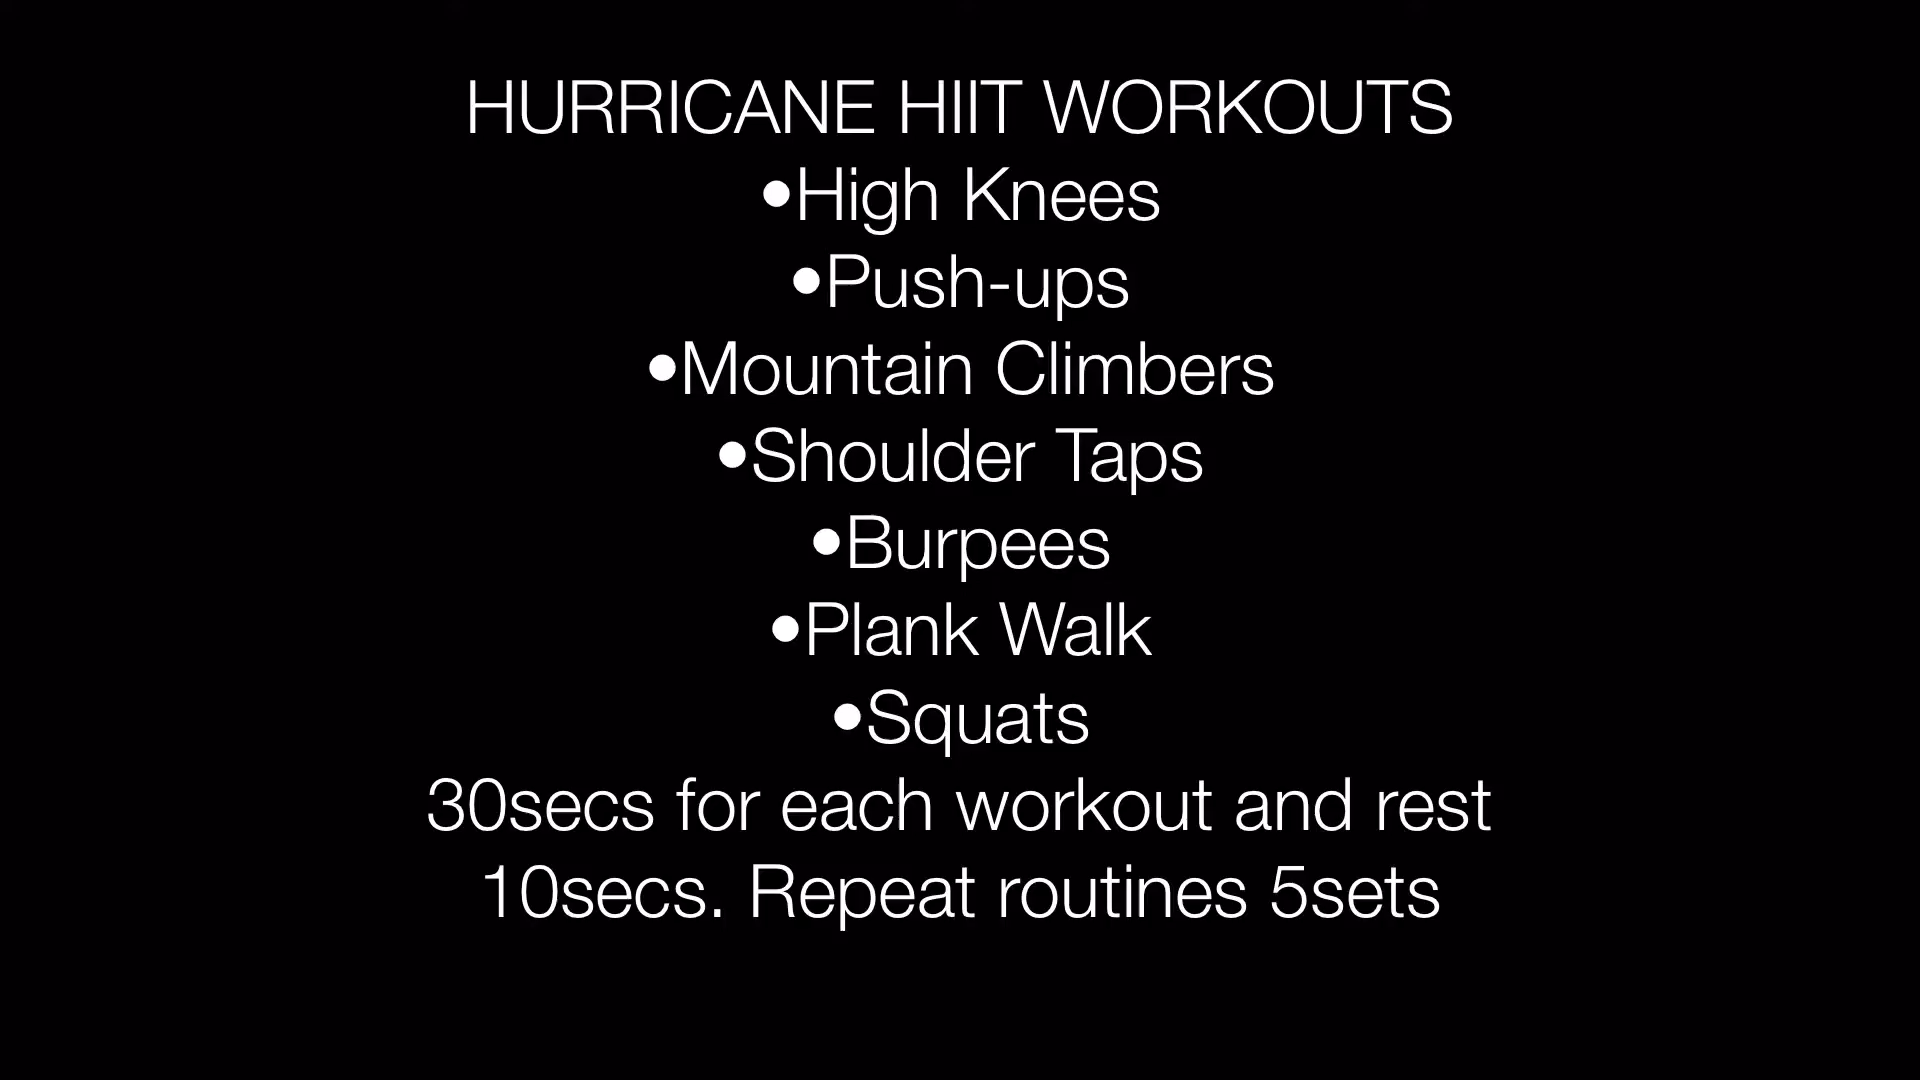 HURRICANE HIIT WORKOUTS
•High Knees
•Push-ups
•Mountain Climbers
•Shoulder Taps
•Burpees
•Plank Walk
•Squats
30secs for each workout and rest
10secs. Repeat routines 5sets